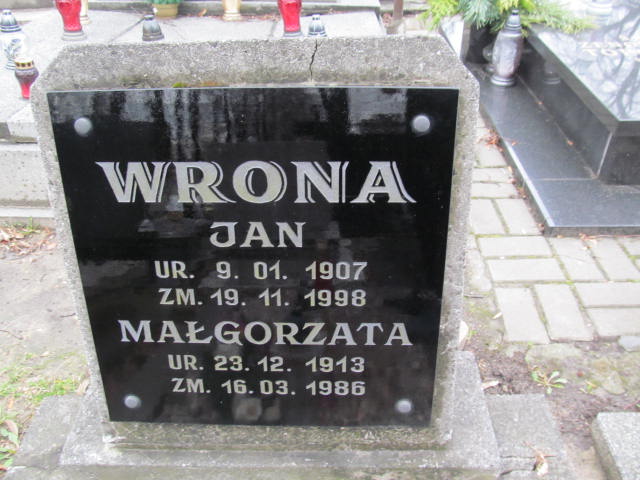 WRONA
JAN
UR. 9. 01. 1907
ZM. 19. 11. 1998
MAŁGORZATA
UR. 23. 12. 1913
ZM. 16. 03. 1986